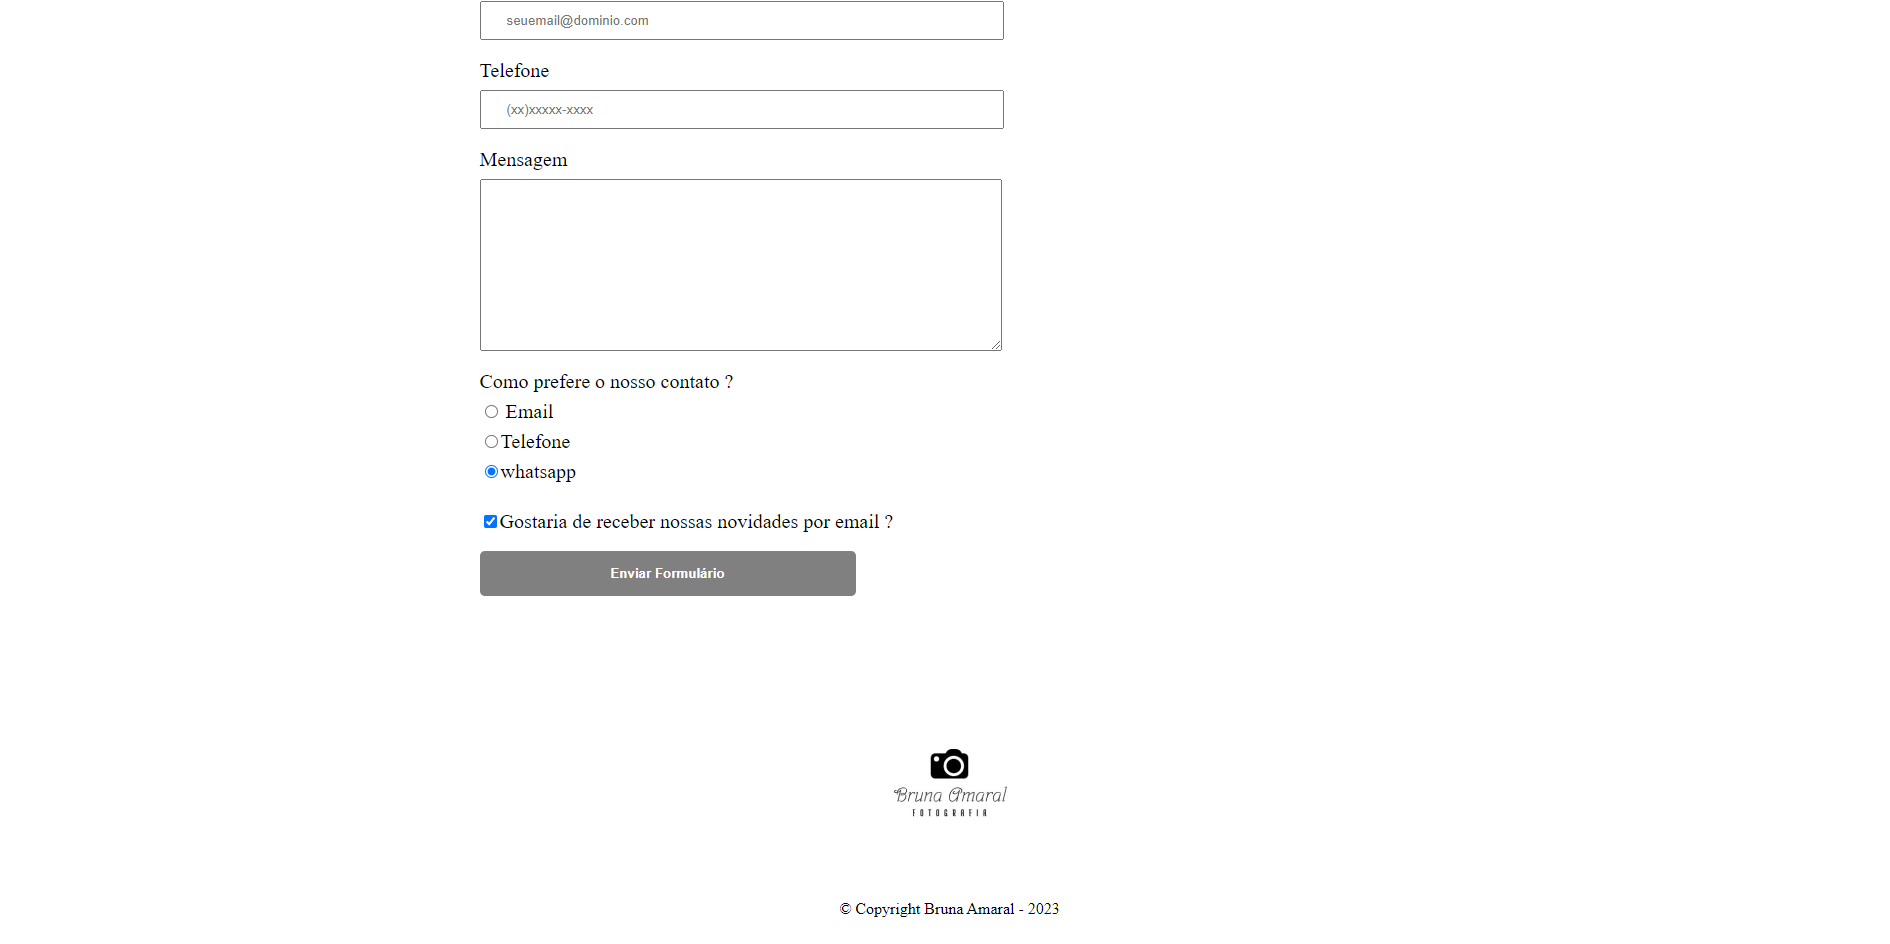 seuemail@dominio.com
Telefone
(xx)xxxxx-xxxx
Mensagem
Como prefere o nosso contato ?
Email
Telefone
whatsapp
Gostaria de receber nossas novidades por email ?
Enviar Formulário
Bruna Amaral
FOTOGRAFIA
© Copyright Bruna Amaral - 2023